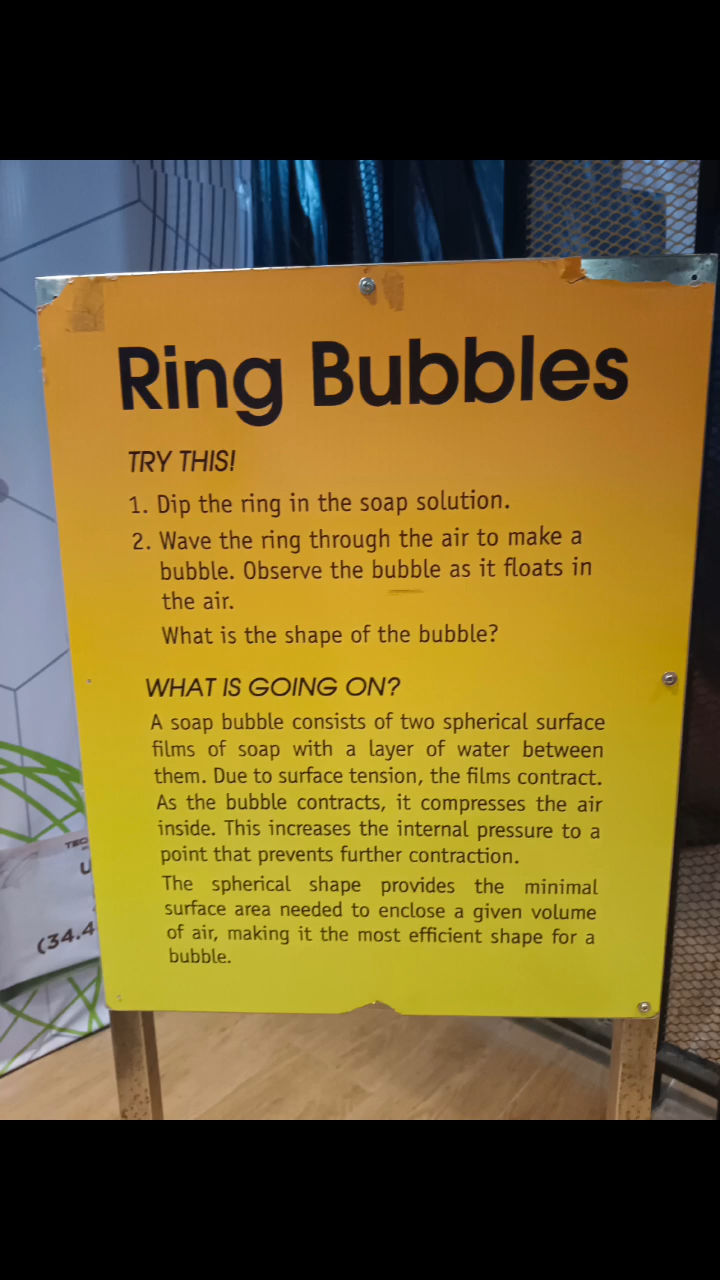 Ring Bubbles
TRY THIS!
1. Dip the ring in the soap solution.
2. Wave the ring through the air to make a
bubble. Observe the bubble as it floats in
the air.
What is the shape of the bubble?
WHAT IS GOING ON?
A soap bubble consists of two spherical surface
films of soap with a layer of water between
them. Due to surface tension, the films contract.
As the bubble contracts, it compresses the air
inside. This increases the internal pressure to a
point that prevents further contraction.
The spherical shape provides the minimal
surface area needed to enclose a given volume
of air, making it the most efficient shape for a
bubble.
(34.4